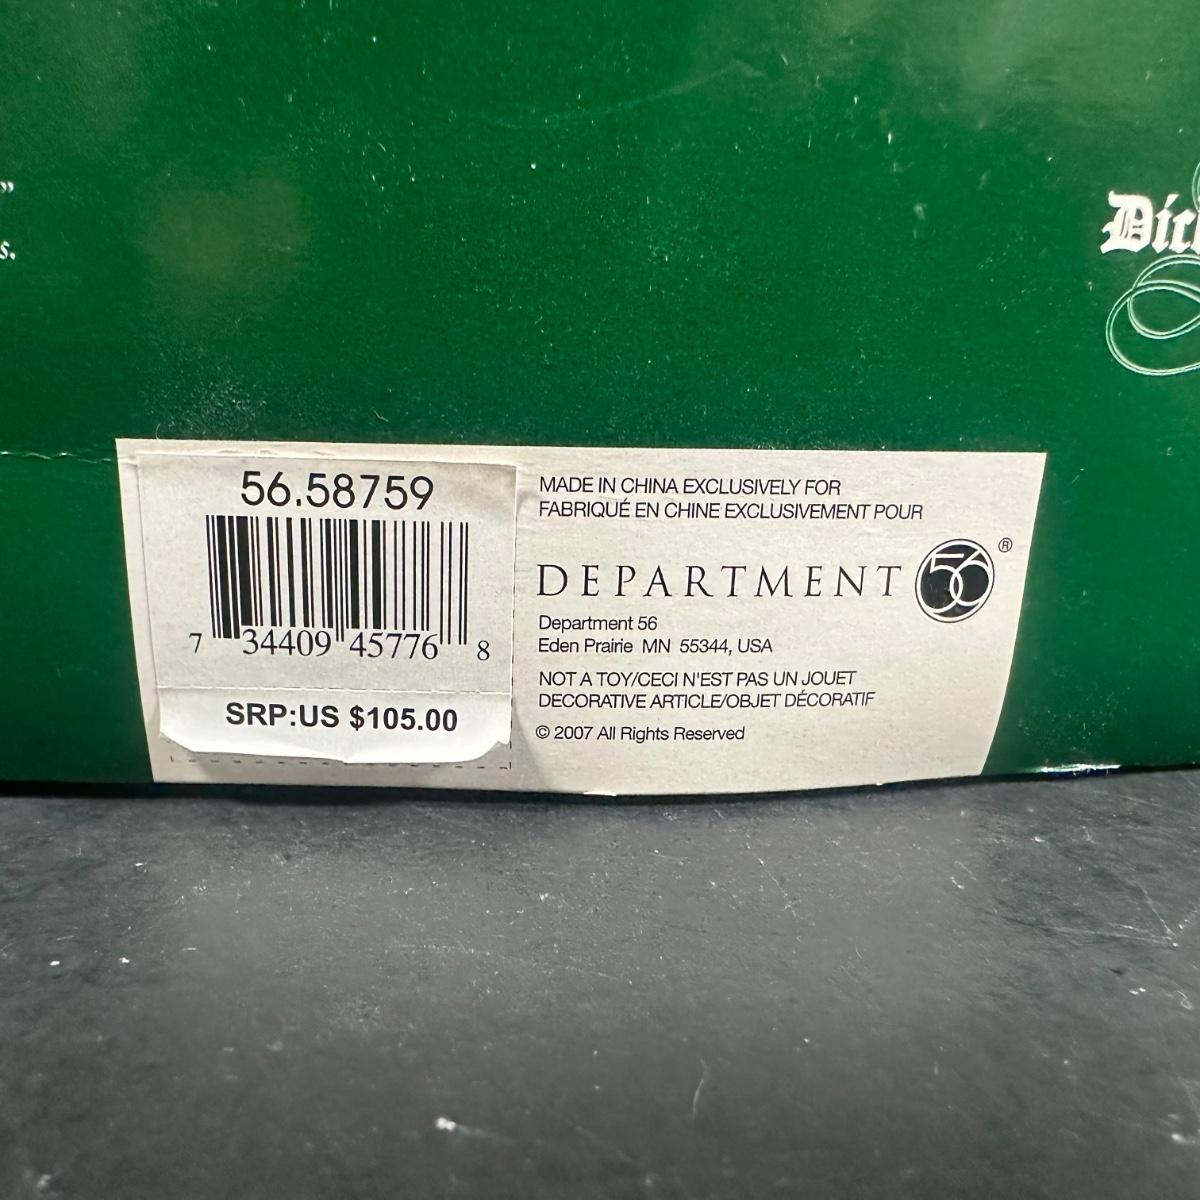 ”
s.
Dic
56.58759
7 34409 45776 8
SRP:US $105.00
MADE IN CHINA EXCLUSIVELY FOR
FABRIQUÉ EN CHINE EXCLUSIVEMENT POUR
DEPARTMENT 56 ®
Department 56
Eden Prairie MN 55344, USA
NOT A TOY/CECI N'EST PAS UN JOUET
DECORATIVE ARTICLE/OBJET DÉCORATIF
© 2007 All Rights Reserved